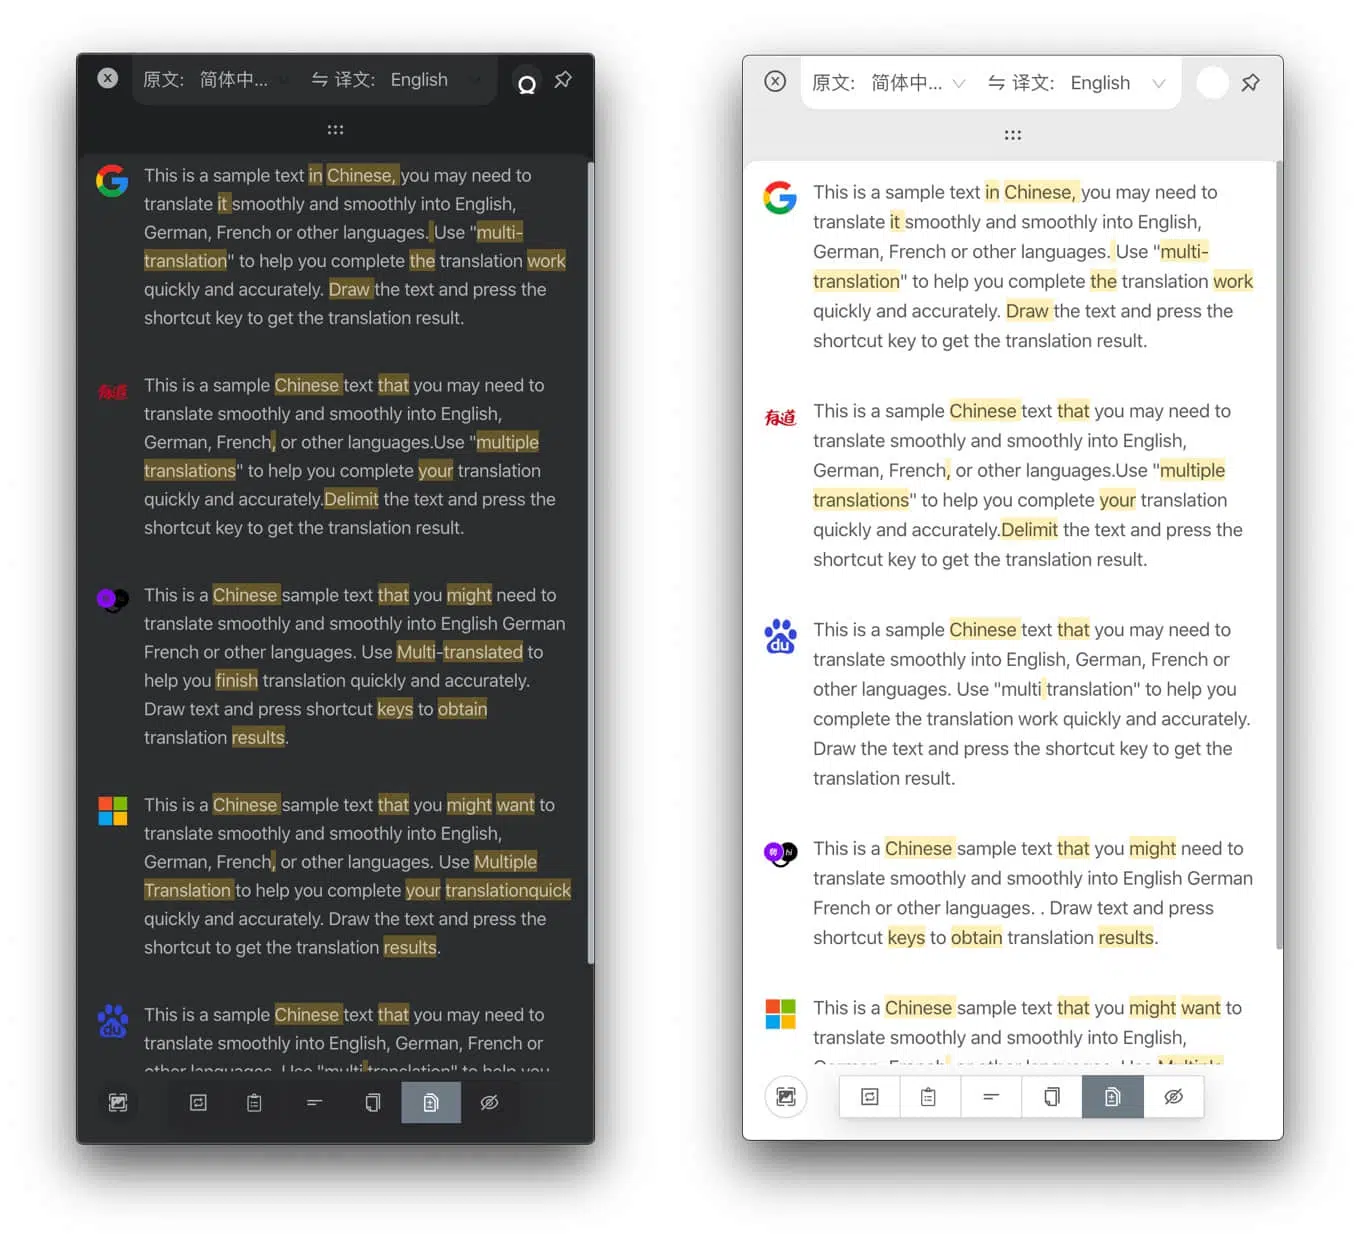 原文: 简体中... 译文: English
This is a sample text in Chinese, you may need to
translate it smoothly and smoothly into English,
German, French or other languages. Use "multi-
translation" to help you complete the translation work
quickly and accurately. Draw the text and press the
shortcut key to get the translation result.
有道
This is a sample Chinese text that you may need to
translate smoothly and smoothly into English,
German, French, or other languages.Use "multiple
translations" to help you complete your translation
quickly and accurately.Delimit the text and press the
shortcut key to get the translation result.
This is a Chinese sample text that you might need to
translate smoothly and smoothly into English German
French or other languages. Use Multi-translated to
help you finish translation quickly and accurately.
Draw text and press shortcut keys to obtain
translation results.
This is a Chinese sample text that you might want to
translate smoothly and smoothly into English,
German, French, or other languages. Use Multiple
Translation to help you complete your translationquick
quickly and accurately. Draw the text and press the
shortcut to get the translation results.
du
This is a sample Chinese text that you may need to
translate smoothly into English, German, French or
other languages. Use "multi translation" to help you
原文: 简体中... 译文: English
This is a sample text in Chinese, you may need to
translate it smoothly and smoothly into English,
German, French or other languages. Use "multi-
translation" to help you complete the translation work
quickly and accurately. Draw the text and press the
shortcut key to get the translation result.
有道
This is a sample Chinese text that you may need to
translate smoothly and smoothly into English,
German, French, or other languages.Use "multiple
translations" to help you complete your translation
quickly and accurately.Delimit the text and press the
shortcut key to get the translation result.
du
This is a sample Chinese text that you may need to
translate smoothly into English, German, French or
other languages. Use "multi translation" to help you
complete the translation work quickly and accurately.
Draw the text and press the shortcut key to get the
translation result.
This is a Chinese sample text that you might need to
translate smoothly and smoothly into English German
French or other languages. . Draw text and press
shortcut keys to obtain translation results.
This is a Chinese sample text that you might want to
translate smoothly and smoothly into English,
German, French, or other languages. Use Multiple